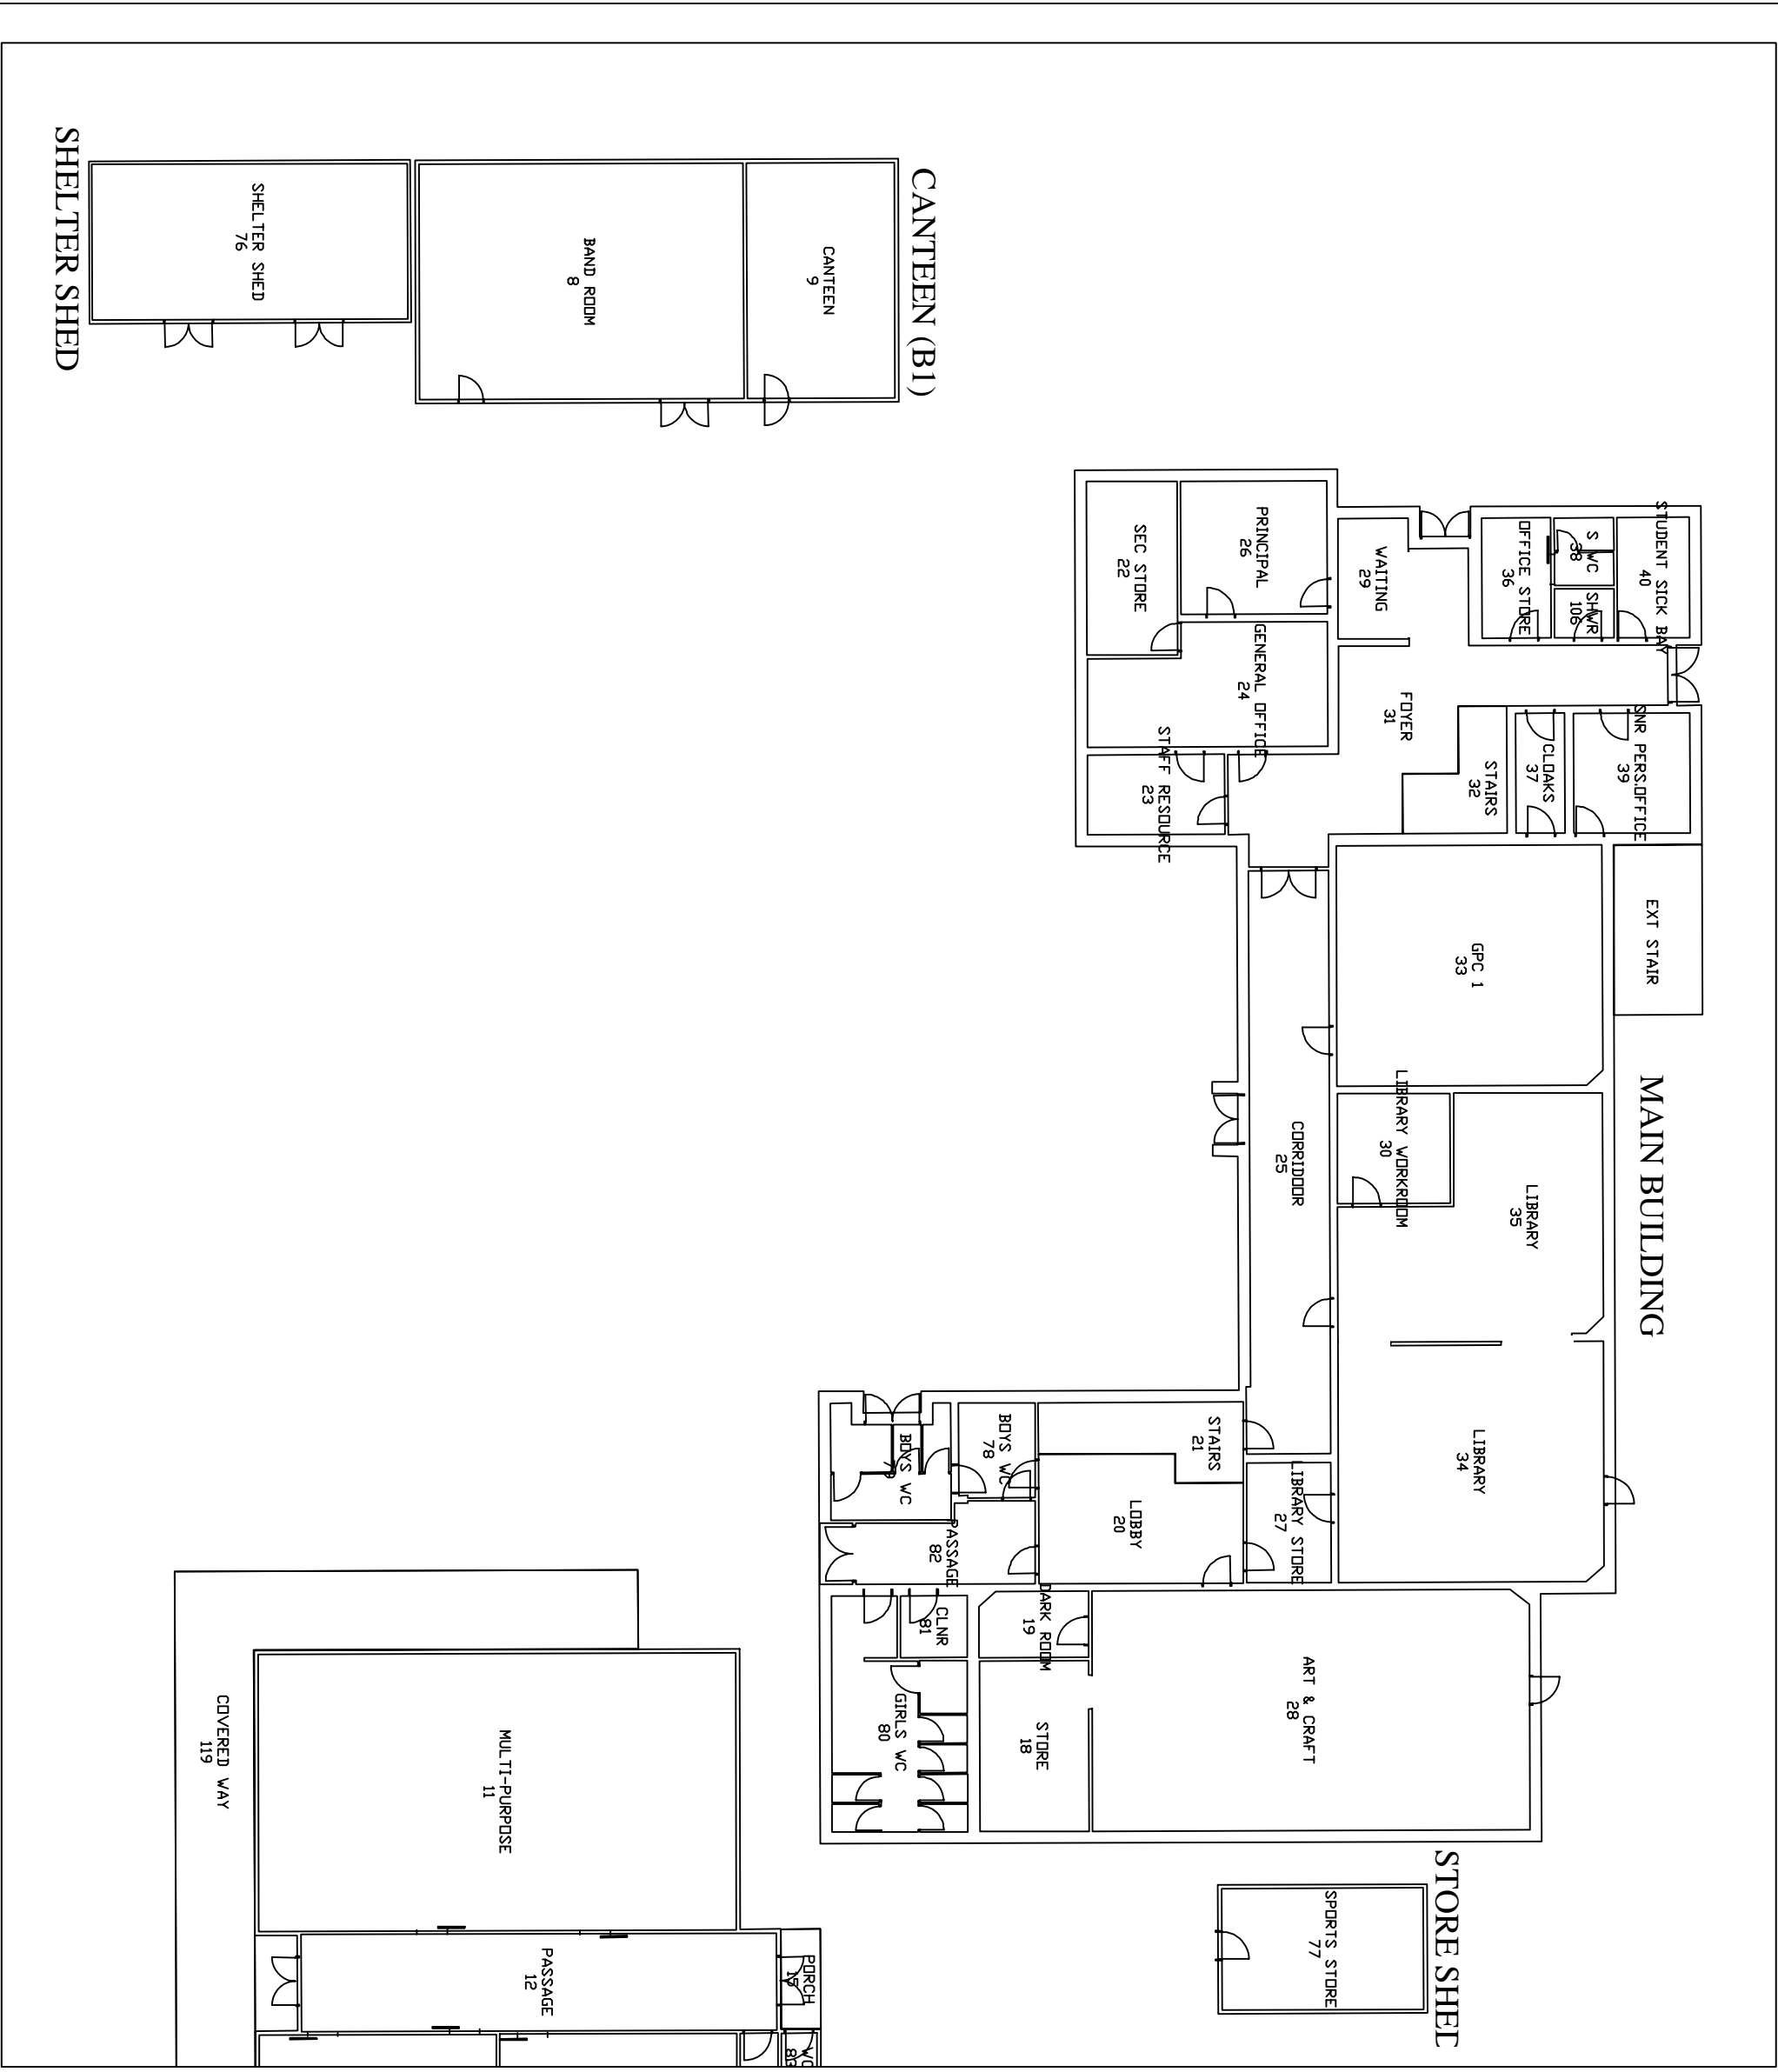 SHELTER SHED
SHELTER SHED
76
BAND ROOM
8
CANTEEN
9
CANTEEN (B1)
STUDENT SICK BAY
40
S WC
38
SHWR
106
OFFICE STORE
36
WAITING
29
PRINCIPAL
26
SEC STORE
22
GENERAL OFFICE
24
STAFF RESOURCE
23
FOYER
31
STAIRS
32
CLOAKS
37
SNR PERS.OFFICE
39
EXT STAIR
GPC 1
33
MAIN BUILDING
LIBRARY WORKROOM
30
LIBRARY
35
CORRIDOOR
25
LIBRARY
34
LIBRARY STORE
27
STAIRS
21
LOBBY
20
BOYS WC
78
BOYS WC
79
PASSAGE
82
CLNR
81
DARK ROOM
19
STORE
18
ART & CRAFT
28
GIRLS WC
80
STORE SHED
SPORTS STORE
77
MULTI-PURPOSE
11
COVERED WAY
119
PASSAGE
12
PORCH
15
WC
83